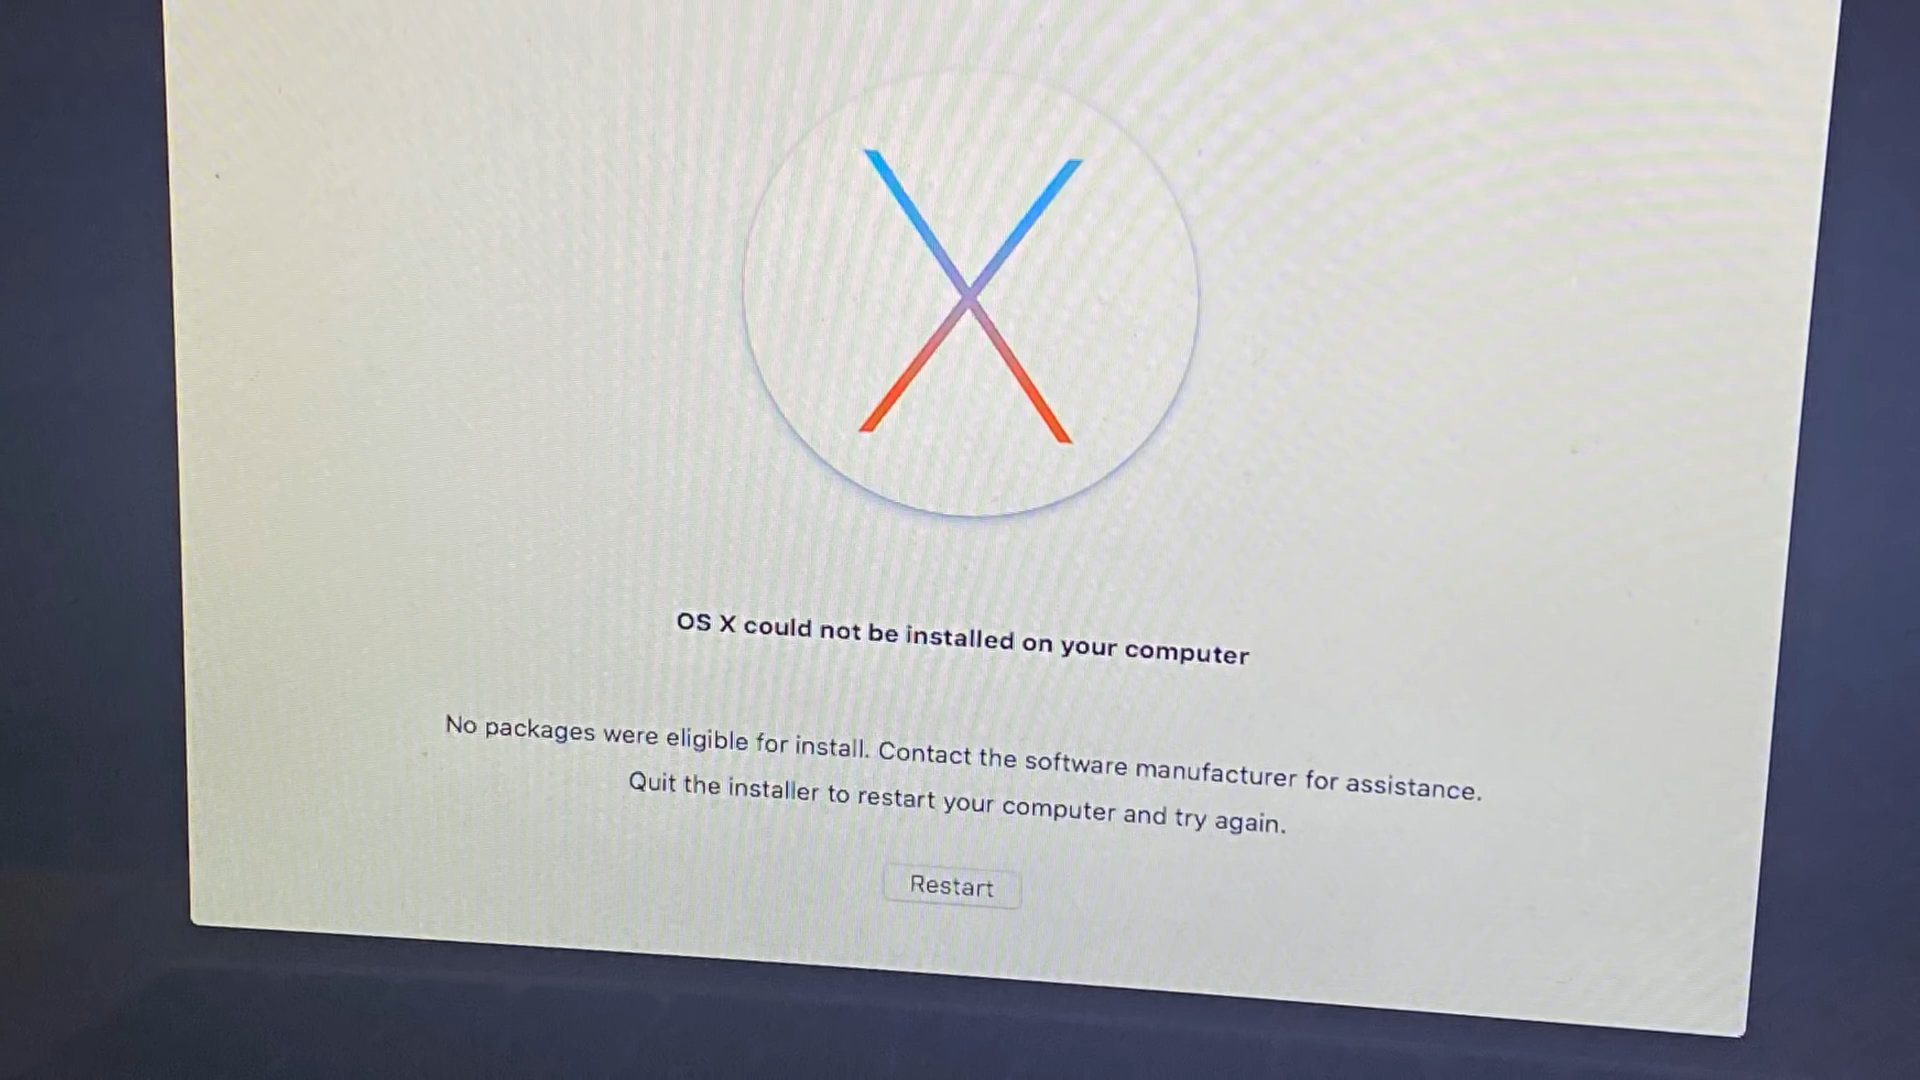 OS X could not be installed on your computer
No packages were eligible for install. Contact the software manufacturer for assistance.
Quit the installer to restart your computer and try again.
Restart